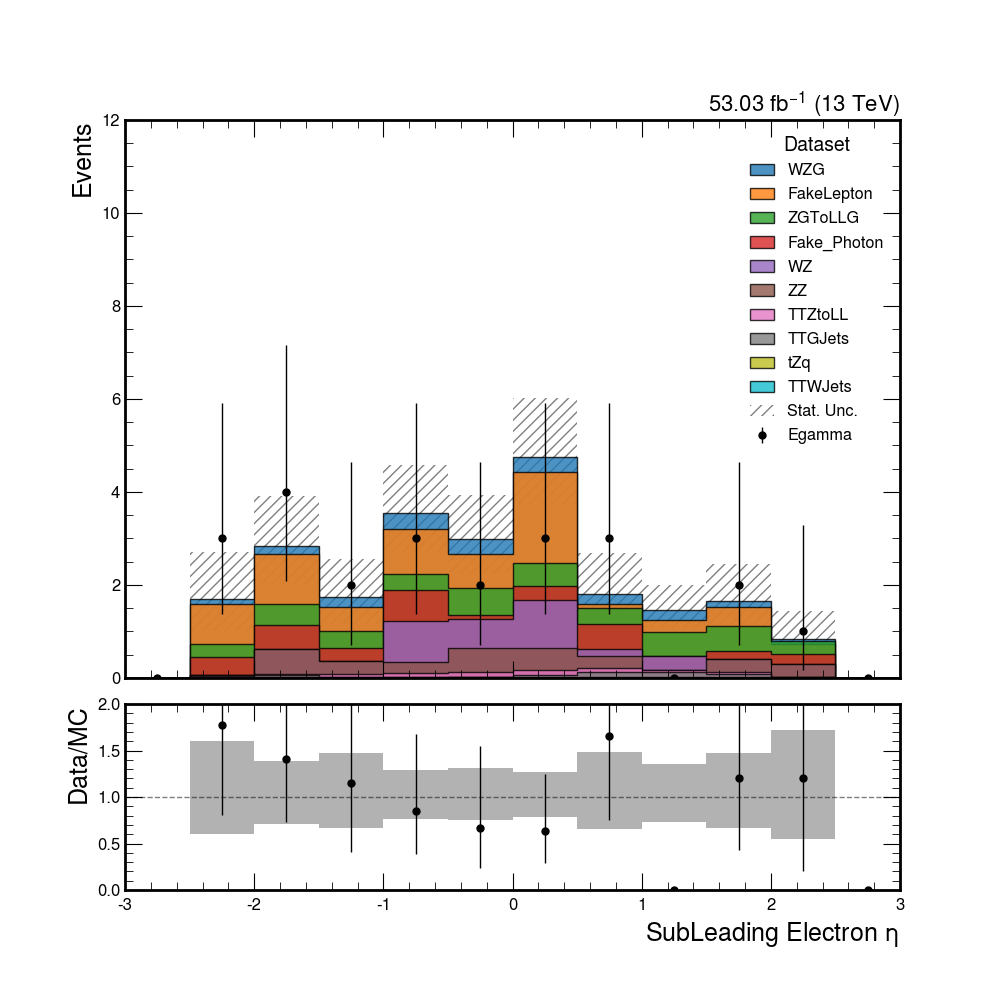 53.03 fb⁻¹ (13 TeV)
Events
12
10
8
6
4
2
0
Dataset
WZG
FakeLepton
ZGToLLG
Fake_Photon
WZ
ZZ
TTZtoLL
TTGJets
tZq
TTWJets
Stat. Unc.
Egamma
Data/MC
2.0
1.5
1.0
0.5
0.0
-3 -2 -1 0 1 2 3
SubLeading Electron η